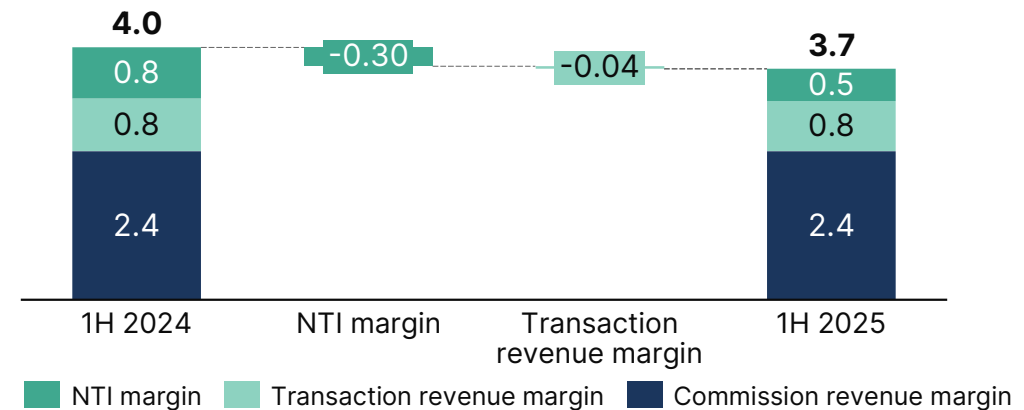 4.0
0.8
0.8
2.4
-0.30
-0.04
3.7
0.5
0.8
2.4
1H 2024
NTI margin
Transaction
revenue margin
1H 2025
NTI margin
Transaction revenue margin
Commission revenue margin